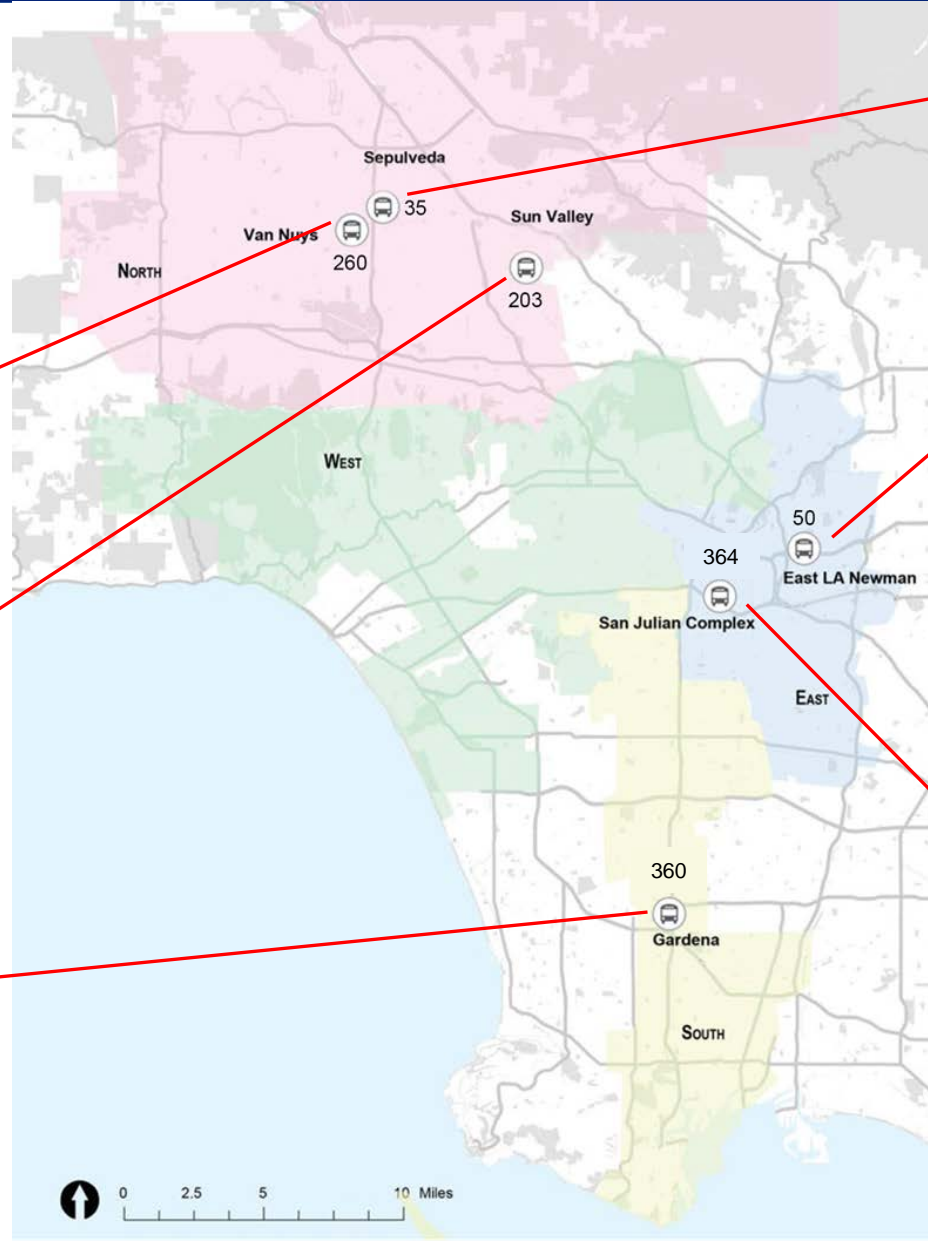 Sepulveda
35
Sun Valley
Van Nuys
260
NORTH
203
WEST
50
364
East LA Newman
San Julian Complex
EAST
360
Gardena
SOUTH
0 2.5 5 10 Miles